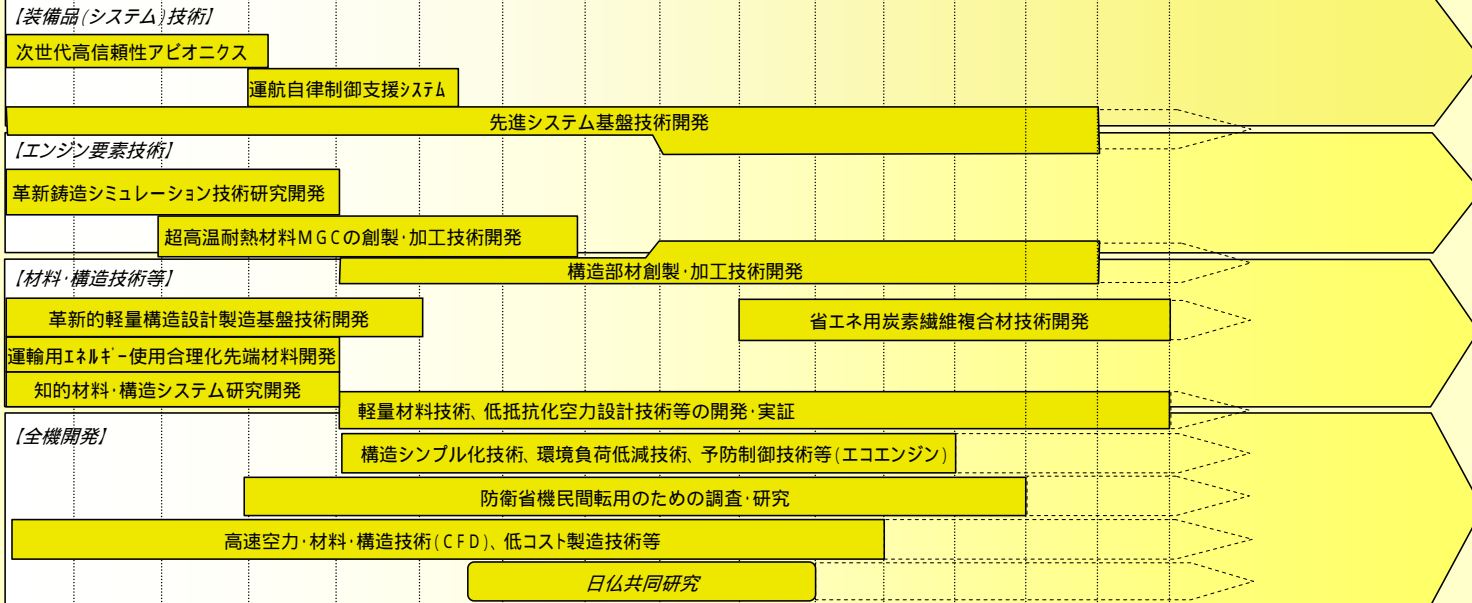 【装備品(システム)技術】
次世代高信頼性アビオニクス
運航自律制御支援ｼｽﾃﾑ
先進システム基盤技術開発
【エンジン要素技術】
革新鋳造シミュレーション技術研究開発
超高温耐熱材料MGCの創製･加工技術開発
構造部材創製･加工技術開発
【材料･構造技術等】
革新的軽量構造設計製造基盤技術開発
省エネ用炭素繊維複合材技術開発
運輸用ｴﾈﾙｷﾞｰ使用合理化先端材料開発
知的材料･構造システム研究開発
軽量材料技術、低抵抗化空力設計技術等の開発･実証
【全機開発】
構造シンプル化技術、環境負荷低減技術、予防制御技術等(エコエンジン)
防衛省機民間転用のための調査･研究
高速空力･材料･構造技術(CFD)、低コスト製造技術等
日仏共同研究